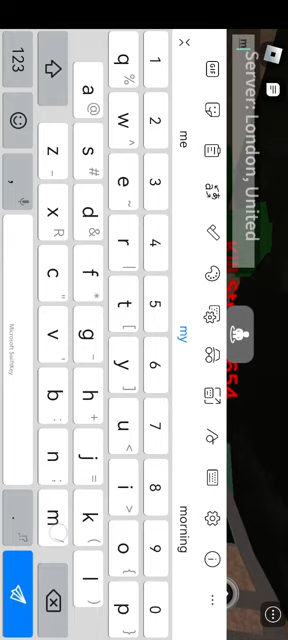 Server: London, United
m
654
me my morning
1 2 3 4 5 6 7 8 9 0
q w e r t y u i o p
% ^ ~ | [ ] < > { }
a s d f g h j k l
@ # & * - + = ( )
z x c v b n m
123 , Microsoft SwiftKey .
GIF